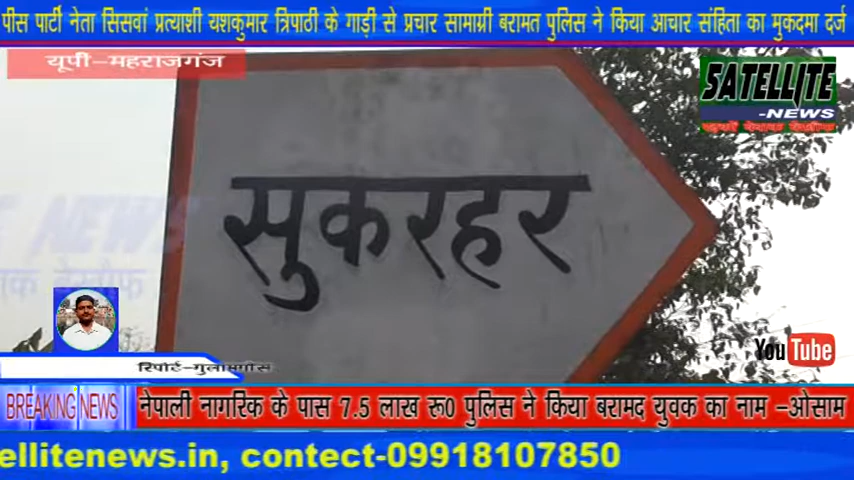 पीस पार्टी नेता सिसवां प्रत्याशी यशकुमार त्रिपाठी के गाड़ी से प्रचार सामाग्री बरामत पुलिस ने किया आचार संहिता का मुकदमा दर्ज
यूपी-महराजगंज
SATELLITE
-NEWS
सुकरहर
NEWS
YouTube
रिपोर्ट-गुलामगौस
BREAKING NEWS
नेपाली नागरिक के पास 7.5 लाख रू0 पुलिस ने किया बरामद युवक का नाम -ओसाम
ellitenews.in, contect-09918107850